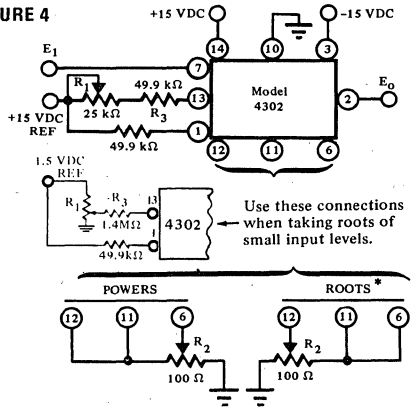 URE 4
+15 VDC
-15 VDC
E1
14
10
3
7
R1
49.9 kΩ
13
Model
4302
2
Eo
+15 VDC
REF
25 kΩ
R3
1
49.9 kΩ
12
11
6
1.5 VDC
REF
R1
R3
13
1.4MΩ
4302
1
49.9kΩ
Use these connections
when taking roots of
small input levels.
POWERS
ROOTS*
12
11
6
12
11
6
R2
R2
100 Ω
100 Ω